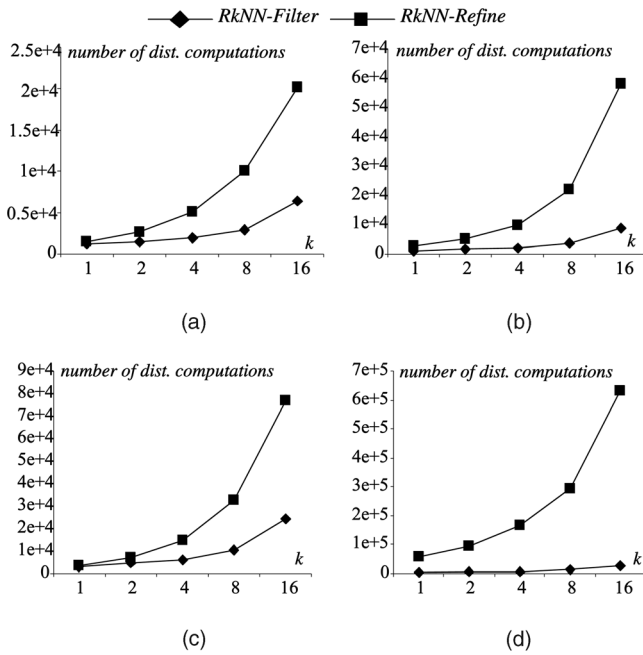 RkNN-Filter RkNN-Refine
number of dist. computations
2.5e+4
2e+4
1.5e+4
1e+4
0.5e+4
0
k
1 2 4 8 16
(a)
number of dist. computations
7e+4
6e+4
5e+4
4e+4
3e+4
2e+4
1e+4
0
k
1 2 4 8 16
(b)
number of dist. computations
9e+4
8e+4
7e+4
6e+4
5e+4
4e+4
3e+4
2e+4
1e+4
0
k
1 2 4 8 16
(c)
number of dist. computations
7e+5
6e+5
5e+5
4e+5
3e+5
2e+5
1e+5
0
k
1 2 4 8 16
(d)